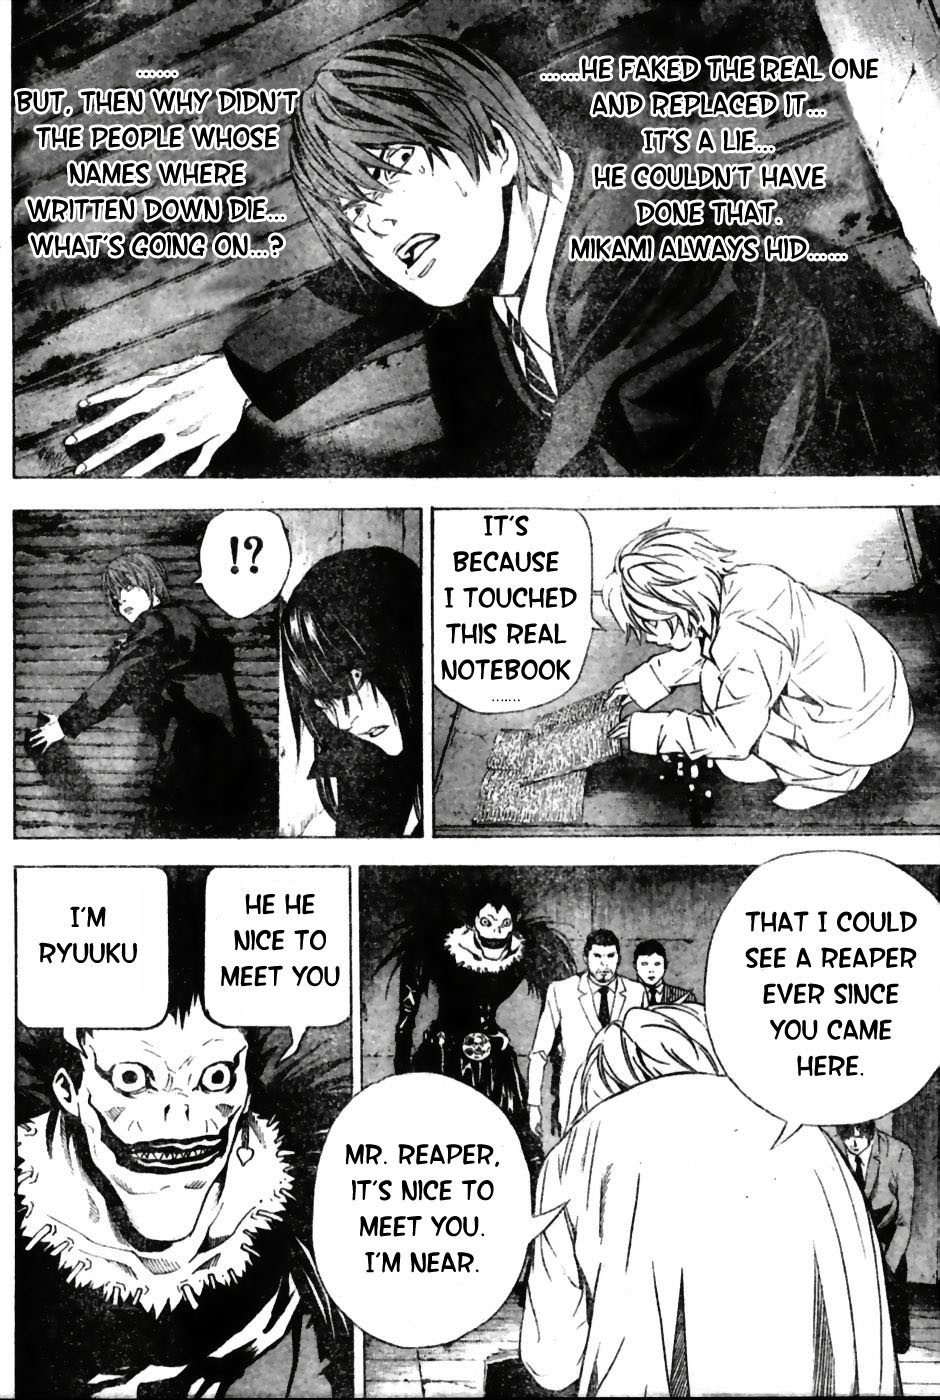 ......HE FAKED THE REAL ONE
AND REPLACED IT...
IT'S A LIE...
HE COULDN'T HAVE
DONE THAT.
MIKAMI ALWAYS HID......
......
BUT, THEN WHY DIDN'T
THE PEOPLE WHOSE
NAMES WHERE
WRITTEN DOWN DIE...
WHAT'S GOING ON...?
IT'S
BECAUSE
I TOUCHED
THIS REAL
NOTEBOOK
.......
!?
THAT I COULD
SEE A REAPER
EVER SINCE
YOU CAME
HERE.
MR. REAPER,
IT'S NICE TO
MEET YOU.
I'M NEAR.
HE HE
NICE TO
MEET YOU
I'M
RYUUKU